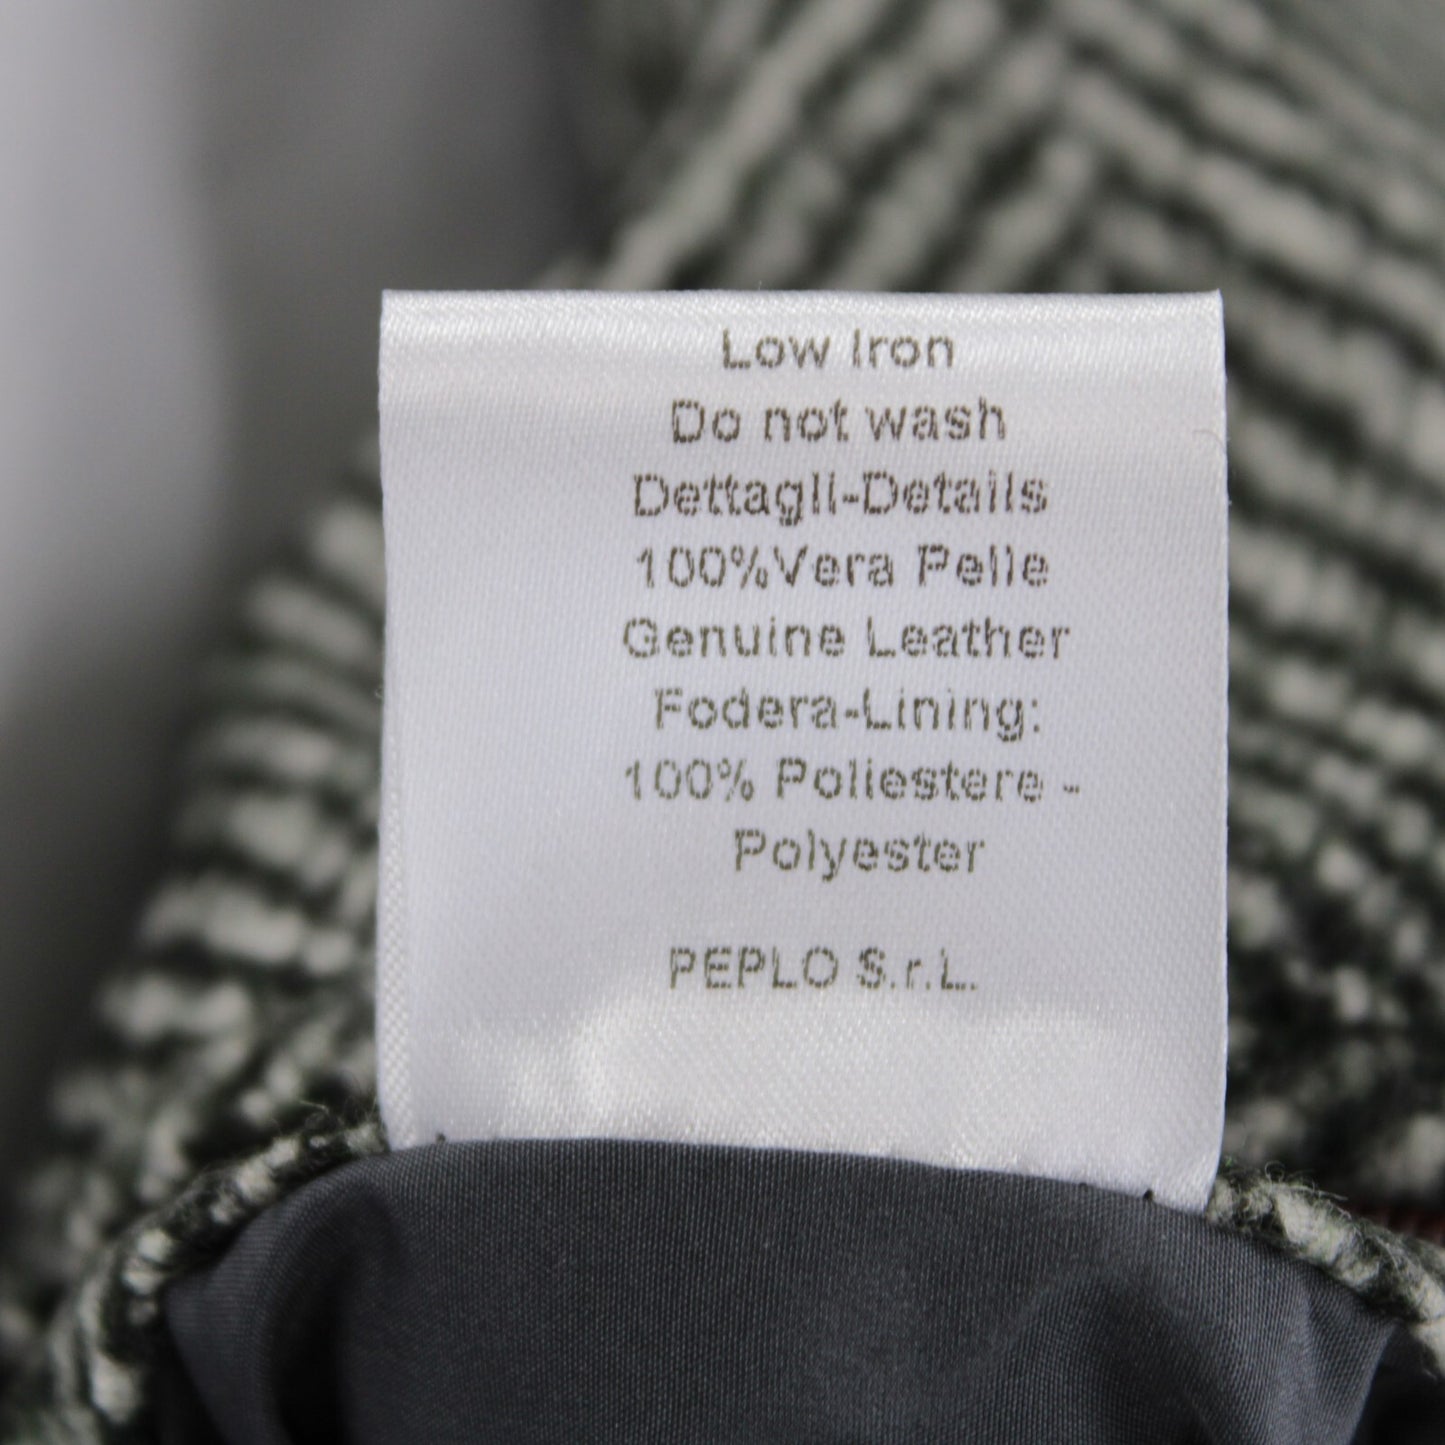 Low Iron
Do not wash
Dettagli-Details
100%Vera Pelle
Genuine Leather
Fodera-Lining:
100% Poliestere -
Polyester
PEPLO S.r.L.